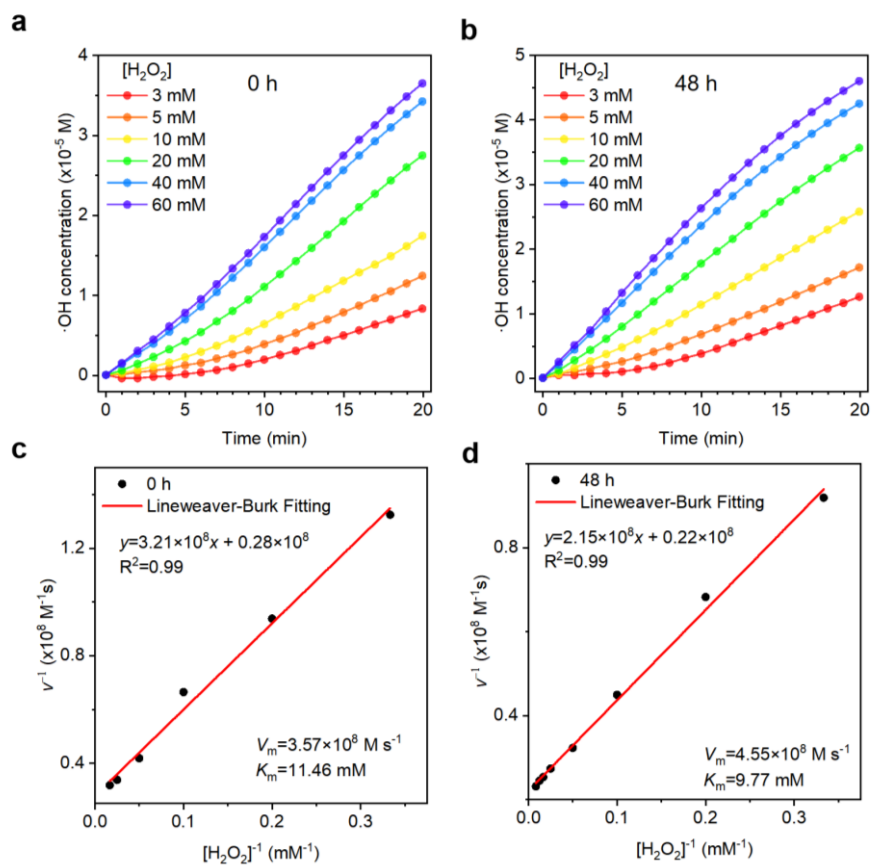 a
·OH concentration (x10⁻⁵ M)
4
3
2
1
0
[H₂O₂]
3 mM
5 mM
10 mM
20 mM
40 mM
60 mM
0 h
0 5 10 15 20
Time (min)
b
·OH concentration (x10⁻⁵ M)
5
4
3
2
1
0
[H₂O₂]
3 mM
5 mM
10 mM
20 mM
40 mM
60 mM
48 h
0 5 10 15 20
Time (min)
c
v⁻¹ (x10⁸ M⁻¹s)
1.2
0.8
0.4
0 h
Lineweaver-Burk Fitting
y=3.21×10⁸x + 0.28×10⁸
R²=0.99
Vₘ=3.57×10⁸ M s⁻¹
Kₘ=11.46 mM
0.0 0.1 0.2 0.3
[H₂O₂]⁻¹ (mM⁻¹)
d
v⁻¹ (x10⁸ M⁻¹s)
0.8
0.4
48 h
Lineweaver-Burk Fitting
y=2.15×10⁸x + 0.22×10⁸
R²=0.99
Vₘ=4.55×10⁸ M s⁻¹
Kₘ=9.77 mM
0.0 0.1 0.2 0.3
[H₂O₂]⁻¹ (mM⁻¹)